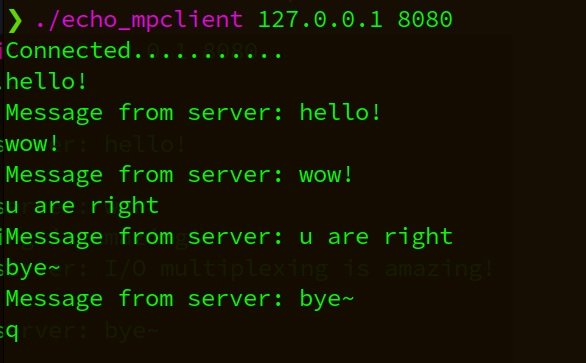 ❯ ./echo_mpclient 127.0.0.1 8080
Connected...........
hello!
Message from server: hello!
wow!
Message from server: wow!
u are right
Message from server: u are right
bye~
Message from server: bye~
q